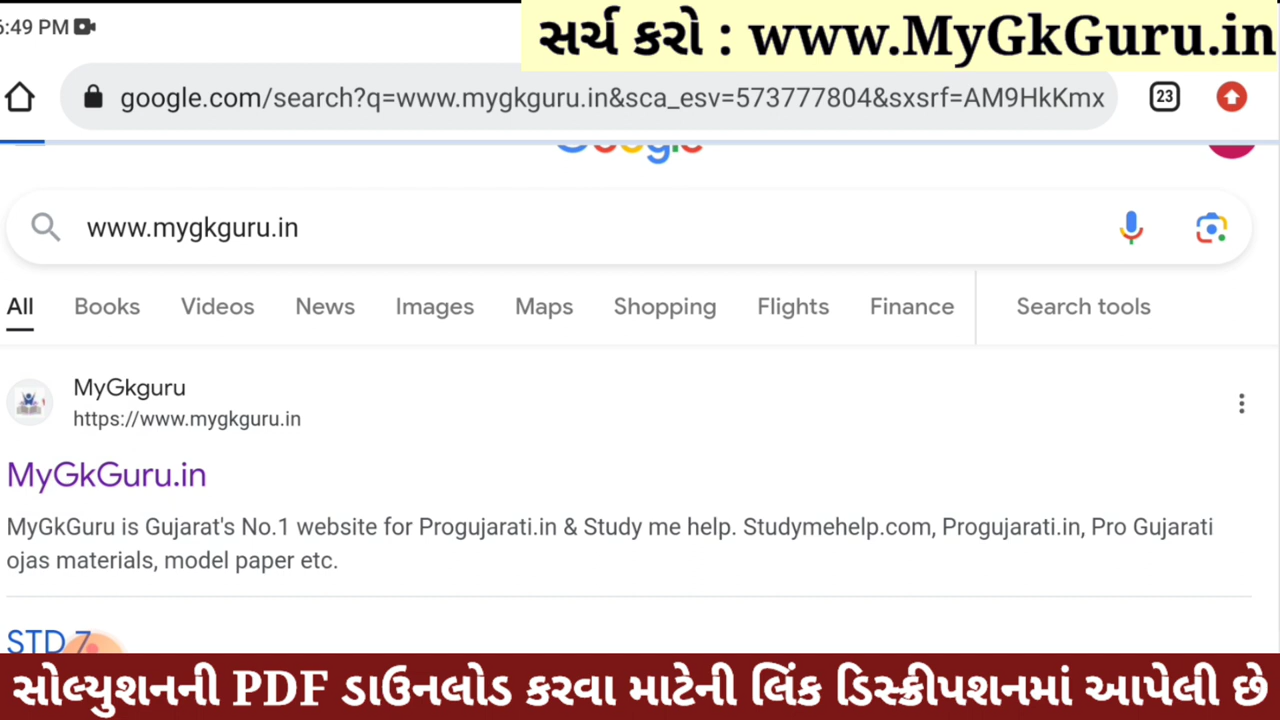 6:49 PM
સર્ચ કરો : www.MyGkGuru.in
google.com/search?q=www.mygkguru.in&sca_esv=573777804&sxsrf=AM9HkKmx
23
Google
www.mygkguru.in
All Books Videos News Images Maps Shopping Flights Finance Search tools
MyGkguru
https://www.mygkguru.in
MyGkGuru.in
MyGkGuru is Gujarat's No.1 website for Progujarati.in & Study me help. Studymehelp.com, Progujarati.in, Pro Gujarati
ojas materials, model paper etc.
STD 7
સોલ્યુશનની PDF ડાઉનલોડ કરવા માટેની લિંક ડિસ્ક્રીપશનમાં આપેલી છે